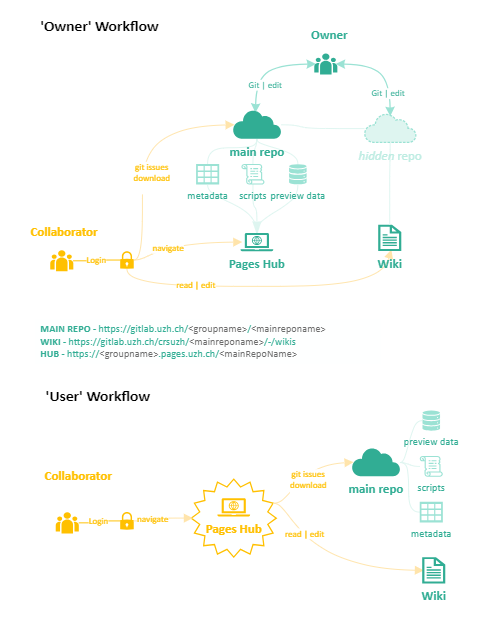 'Owner' Workflow
Owner
Git | edit
Git | edit
main repo
hidden repo
git issues
download
metadata
scripts
preview data
Collaborator
Login
navigate
Pages Hub
Wiki
read | edit
MAIN REPO - https://gitlab.uzh.ch/<groupname>/<mainreponame>
WIKI - https://gitlab.uzh.ch/crsuzh/<mainreponame>/-/wikis
HUB - https://<groupname>.pages.uzh.ch/<mainRepoName>
'User' Workflow
preview data
git issues
download
main repo
scripts
Collaborator
Login
navigate
Pages Hub
read | edit
metadata
Wiki